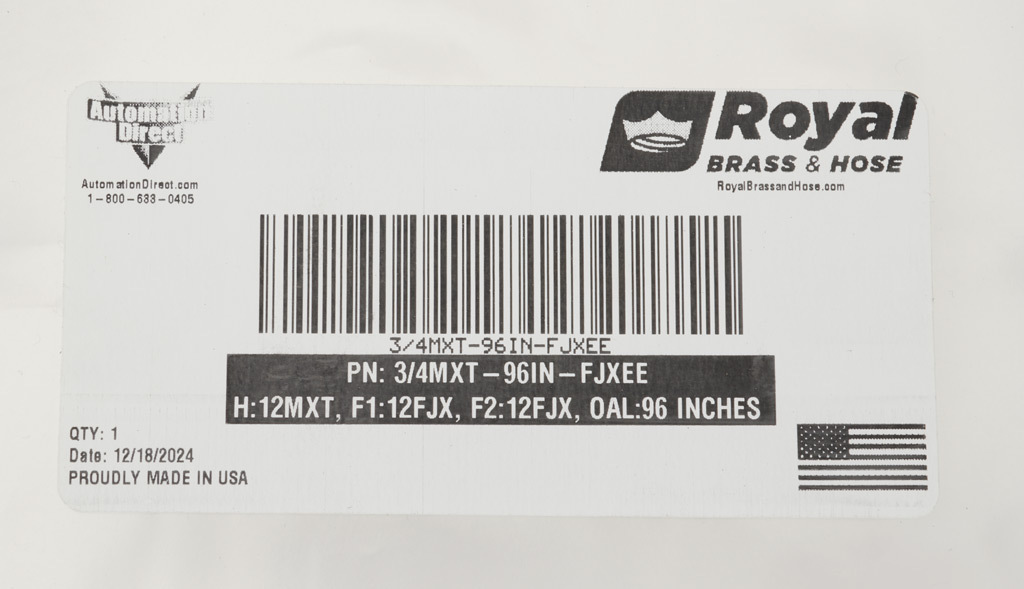 Automation
Direct
AutomationDirect.com
1-800-633-0405
Royal
BRASS & HOSE
RoyalBrassandHose.com
3/4MXT-96IN-FJXEE
PN: 3/4MXT-96IN-FJXEE
H:12MXT, F1:12FJX, F2:12FJX, OAL:96 INCHES
QTY: 1
Date: 12/18/2024
PROUDLY MADE IN USA